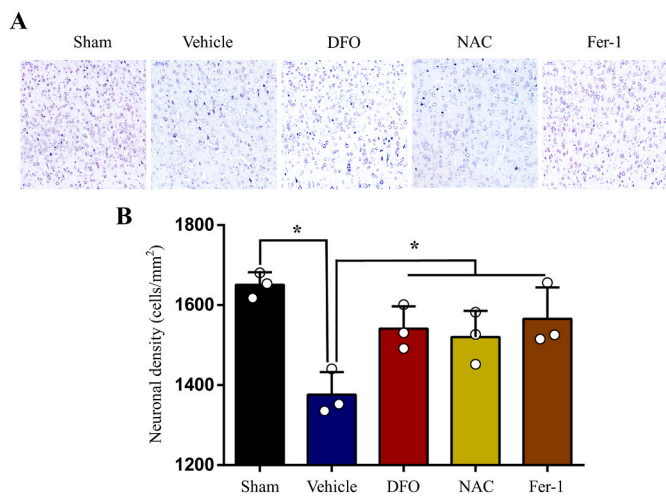 A
Sham Vehicle DFO NAC Fer-1
B
Neuronal density (cells/mm²)
1800
1600
1400
1200
*
*
Sham Vehicle DFO NAC Fer-1